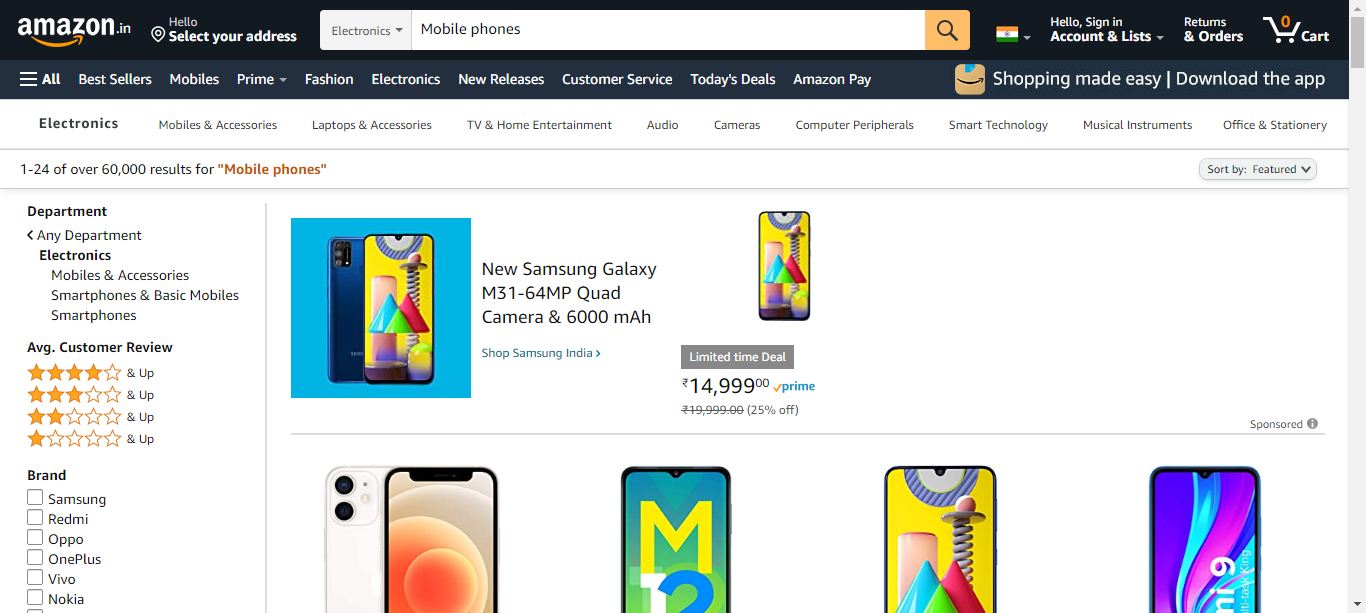 amazon.in
Hello
Select your address
Electronics
Mobile phones
Hello, Sign in
Account & Lists
Returns
& Orders
0
Cart
All
Best Sellers
Mobiles
Prime
Fashion
Electronics
New Releases
Customer Service
Today's Deals
Amazon Pay
Shopping made easy | Download the app
Electronics
Mobiles & Accessories
Laptops & Accessories
TV & Home Entertainment
Audio
Cameras
Computer Peripherals
Smart Technology
Musical Instruments
Office & Stationery
1-24 of over 60,000 results for "Mobile phones"
Sort by: Featured
Department
Any Department
Electronics
Mobiles & Accessories
Smartphones & Basic Mobiles
Smartphones
Avg. Customer Review
& Up
& Up
& Up
& Up
Brand
Samsung
Redmi
Oppo
OnePlus
Vivo
Nokia
New Samsung Galaxy
M31-64MP Quad
Camera & 6000 mAh
Shop Samsung India ›
Limited time Deal
₹14,99900 prime
₹19,999.00 (25% off)
Sponsored
M
12
mi 9